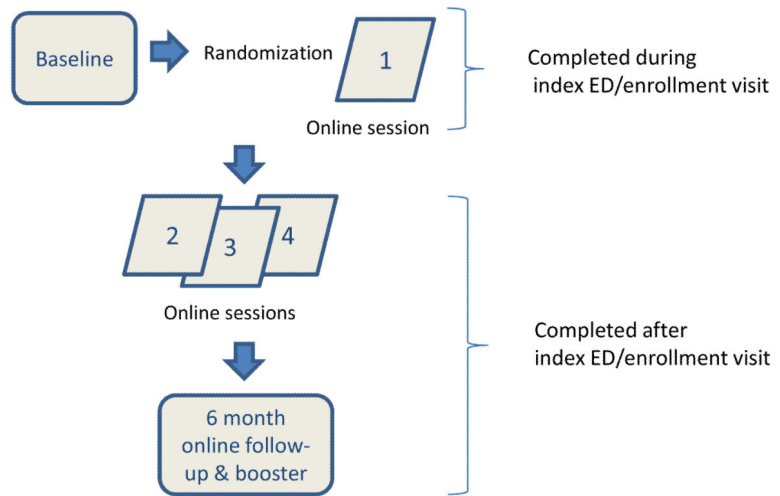 Baseline
Randomization
1
Online session
Completed during
index ED/enrollment visit
2
3
4
Online sessions
Completed after
index ED/enrollment visit
6 month
online follow-
up & booster